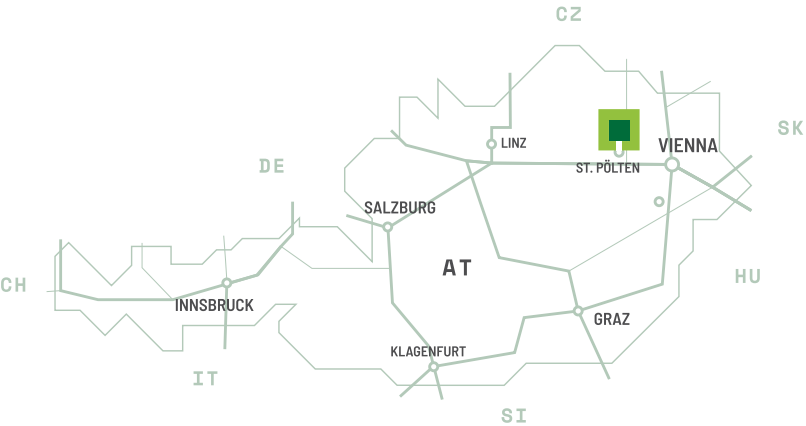 CZ
SK
LINZ
VIENNA
DE
ST. PÖLTEN
SALZBURG
AT
HU
CH
INNSBRUCK
GRAZ
KLAGENFURT
IT
SI